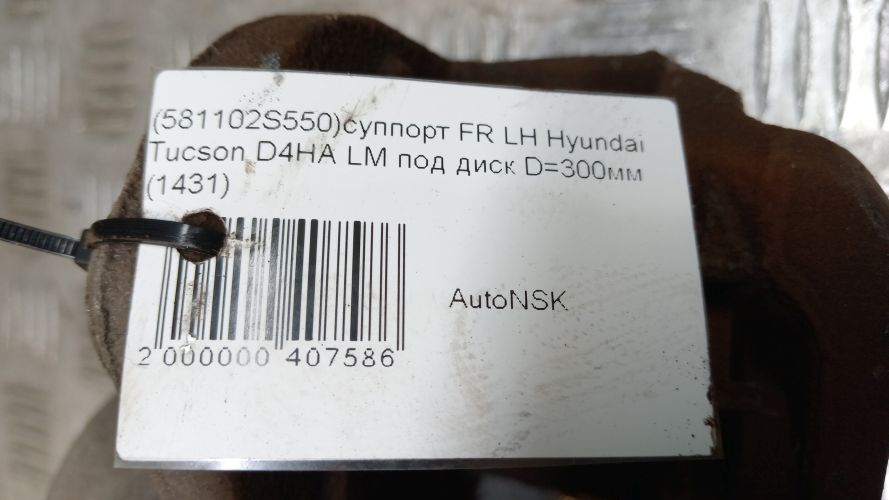 (581102S550)суппорт FR LH Hyundai
Tucson D4HA LM под диск D=300мм
(1431)
AutoNSK
2 000000 407586